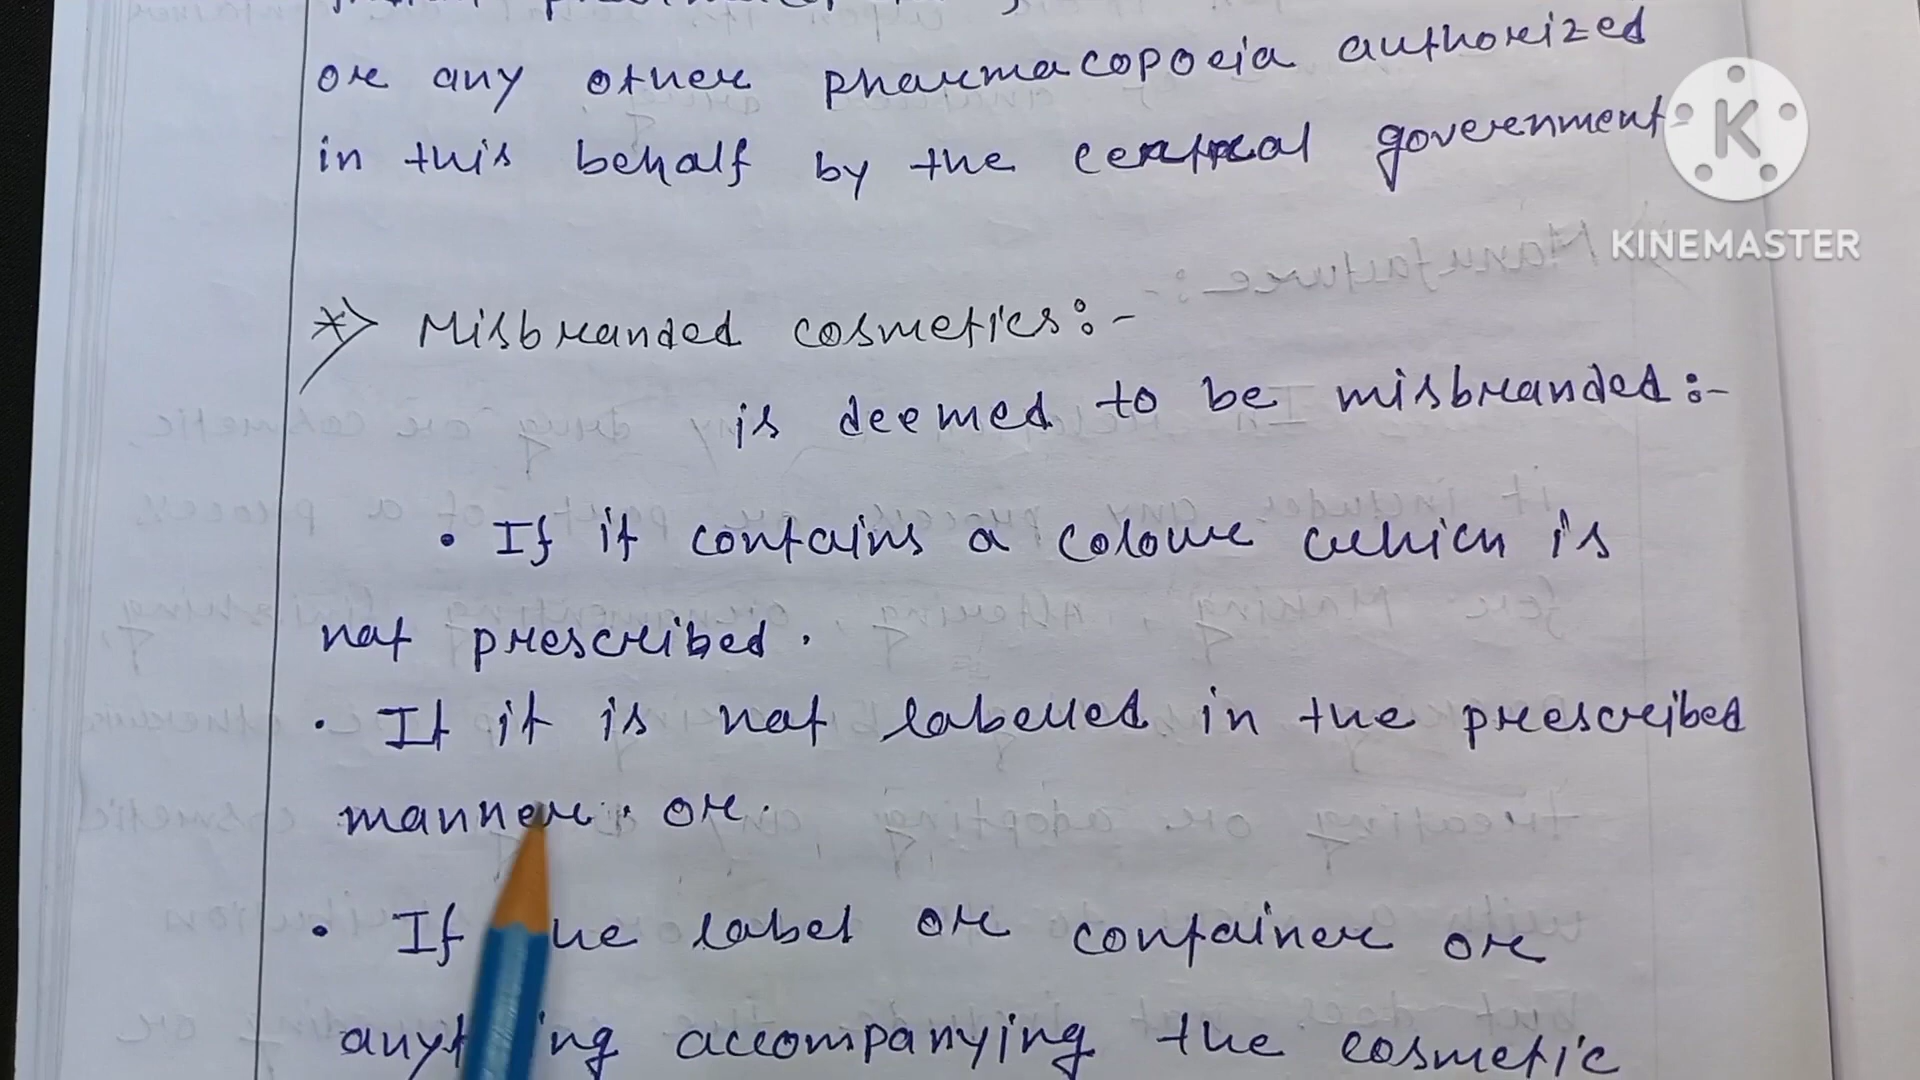 or any other pharmacopoeia authorized
in this behalf by the central government
K
KINEMASTER
*> Misbranded cosmetics:-
is deemed to be misbranded:-
• If it contains a colour which is
not prescribed.
• If it is not labelled in the prescribed
manner. or.
• If the label or container or
anything accompanying the cosmetic